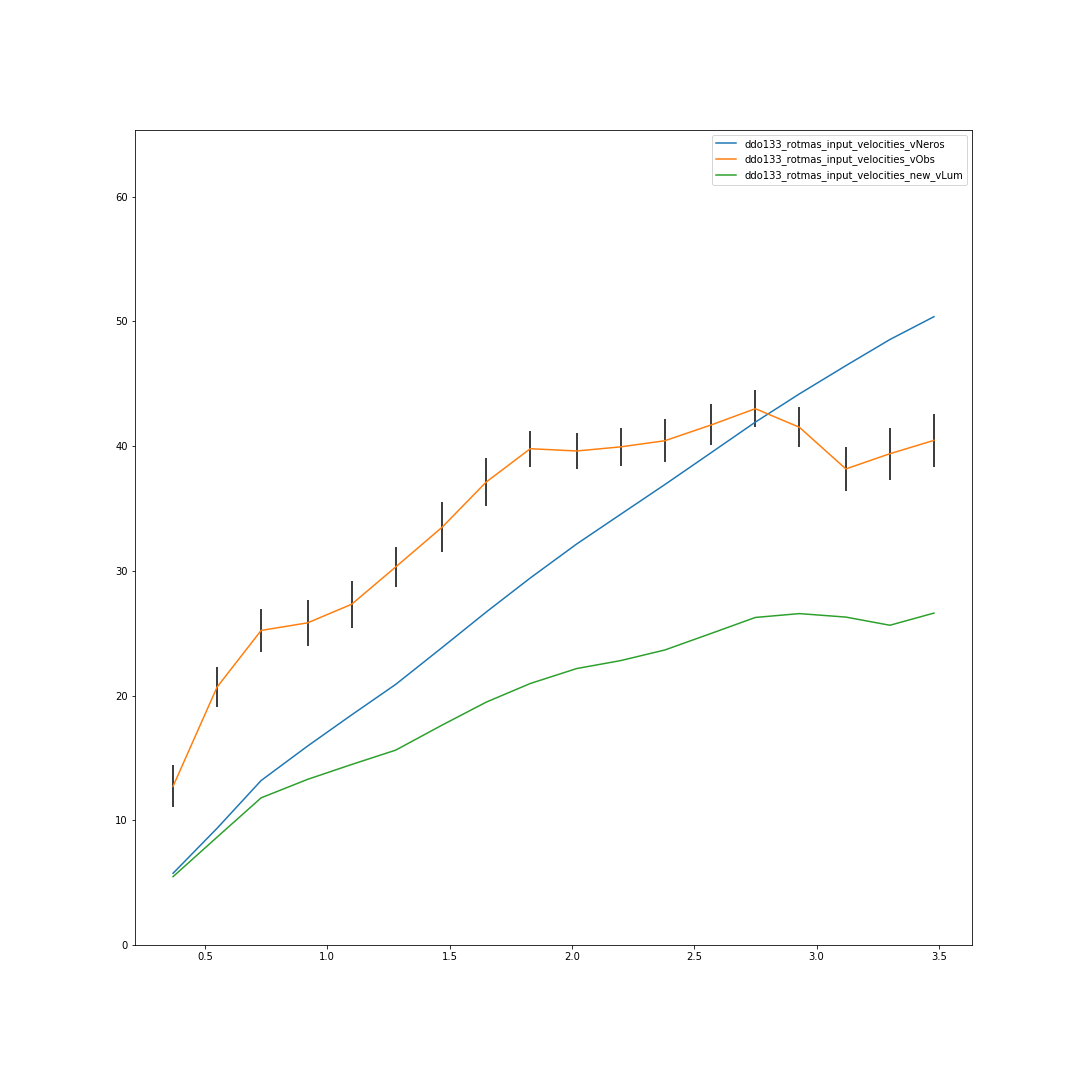 ddo133_rotmas_input_velocities_vNeros
ddo133_rotmas_input_velocities_vObs
ddo133_rotmas_input_velocities_new_vLum
60
50
40
30
20
10
0
0.5 1.0 1.5 2.0 2.5 3.0 3.5